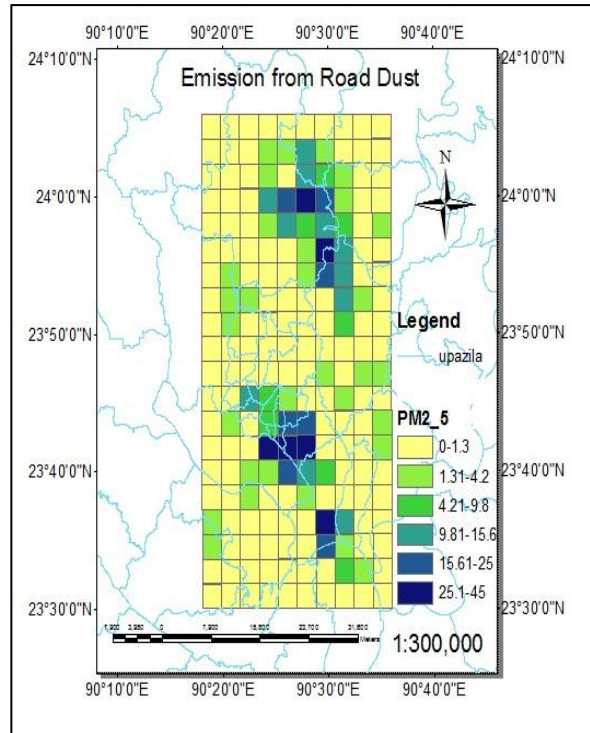 90°10'0"E 90°20'0"E 90°30'0"E 90°40'0"E
24°10'0"N 24°10'0"N
Emission from Road Dust
N
24°0'0"N 24°0'0"N
23°50'0"N 23°50'0"N
Legend
upazila
PM2_5
0-1.3
1.31-4.2
4.21-9.8
9.81-15.6
15.61-25
25.1-45
23°40'0"N 23°40'0"N
23°30'0"N 23°30'0"N
0 7,900
Meters
1:300,000
90°10'0"E 90°20'0"E 90°30'0"E 90°40'0"E